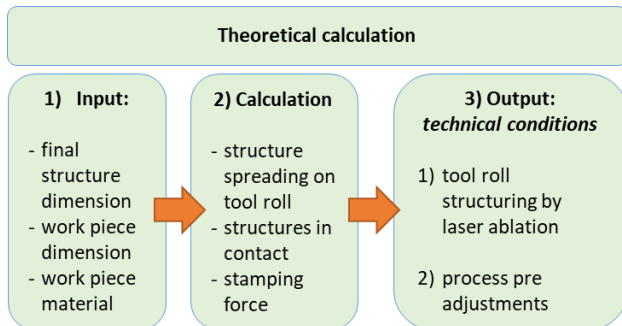 Theoretical calculation
1) Input:
- final
structure
dimension
- work piece
dimension
- work piece
material
2) Calculation
- structure
spreading on
tool roll
- structures in
contact
- stamping
force
3) Output:
technical conditions
1) tool roll
structuring by
laser ablation
2) process pre
adjustments